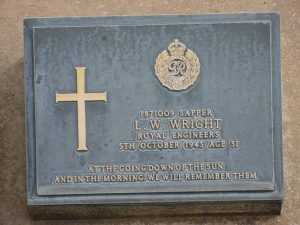 1871009 SAPPER
L. W. WRIGHT
ROYAL ENGINEERS
5TH OCTOBER 1943 AGE 31
AT THE GOING DOWN OF THE SUN
AND IN THE MORNING, WE WILL REMEMBER THEM